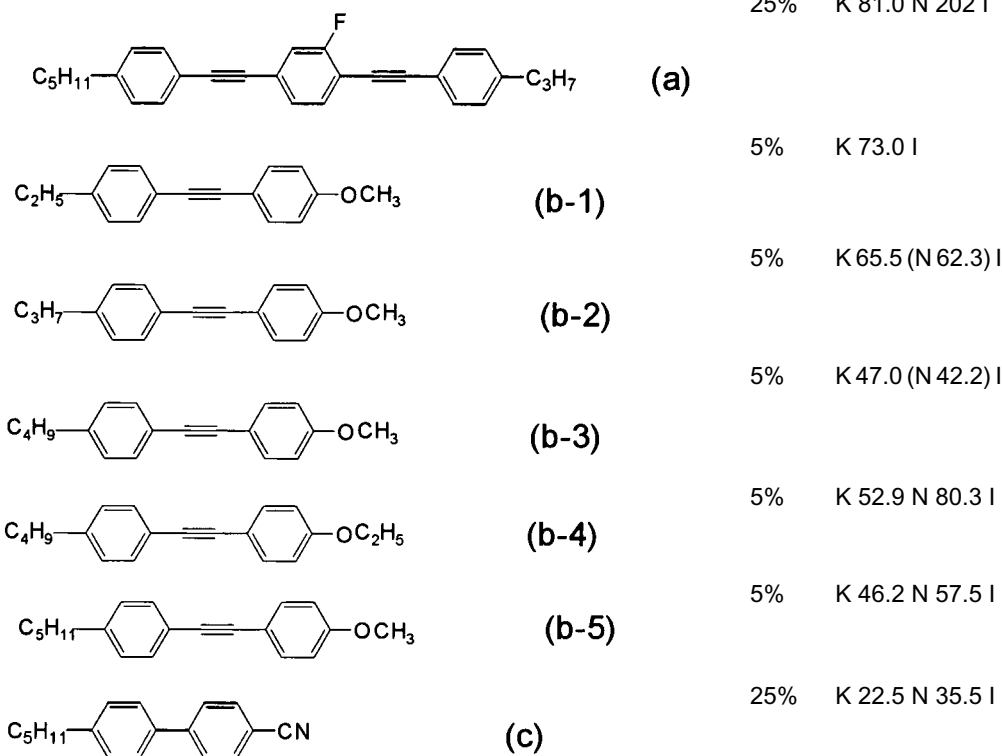 25% K 81.0 N 202 I
F
C5H11 C3H7 (a)
5% K 73.0 I
C2H5 OCH3 (b-1)
5% K 65.5 (N 62.3) I
C3H7 OCH3 (b-2)
5% K 47.0 (N 42.2) I
C4H9 OCH3 (b-3)
5% K 52.9 N 80.3 I
C4H9 OC2H5 (b-4)
5% K 46.2 N 57.5 I
C5H11 OCH3 (b-5)
25% K 22.5 N 35.5 I
C5H11 CN (c)